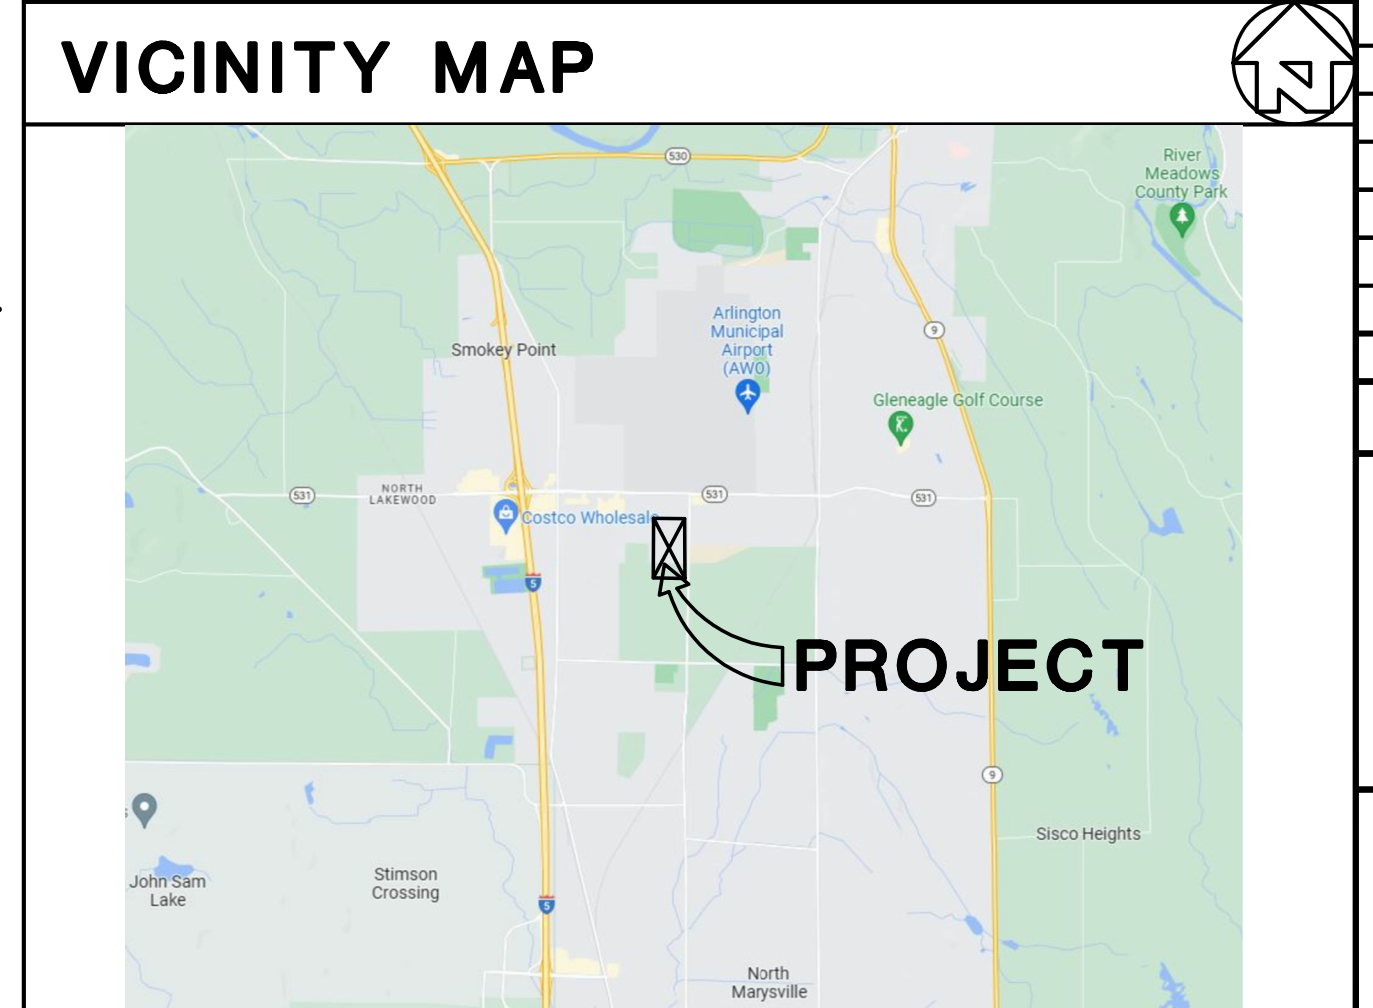 VICINITY MAP
N
530
River
Meadows
County Park
Arlington
Municipal
Airport
(AWO)
9
Smokey Point
Gleneagle Golf Course
NORTH
LAKEWOOD
531
531
531
Costco Wholesale
5
PROJECT
9
Sisco Heights
s
John Sam
Lake
Stimson
Crossing
5
North
Marysville